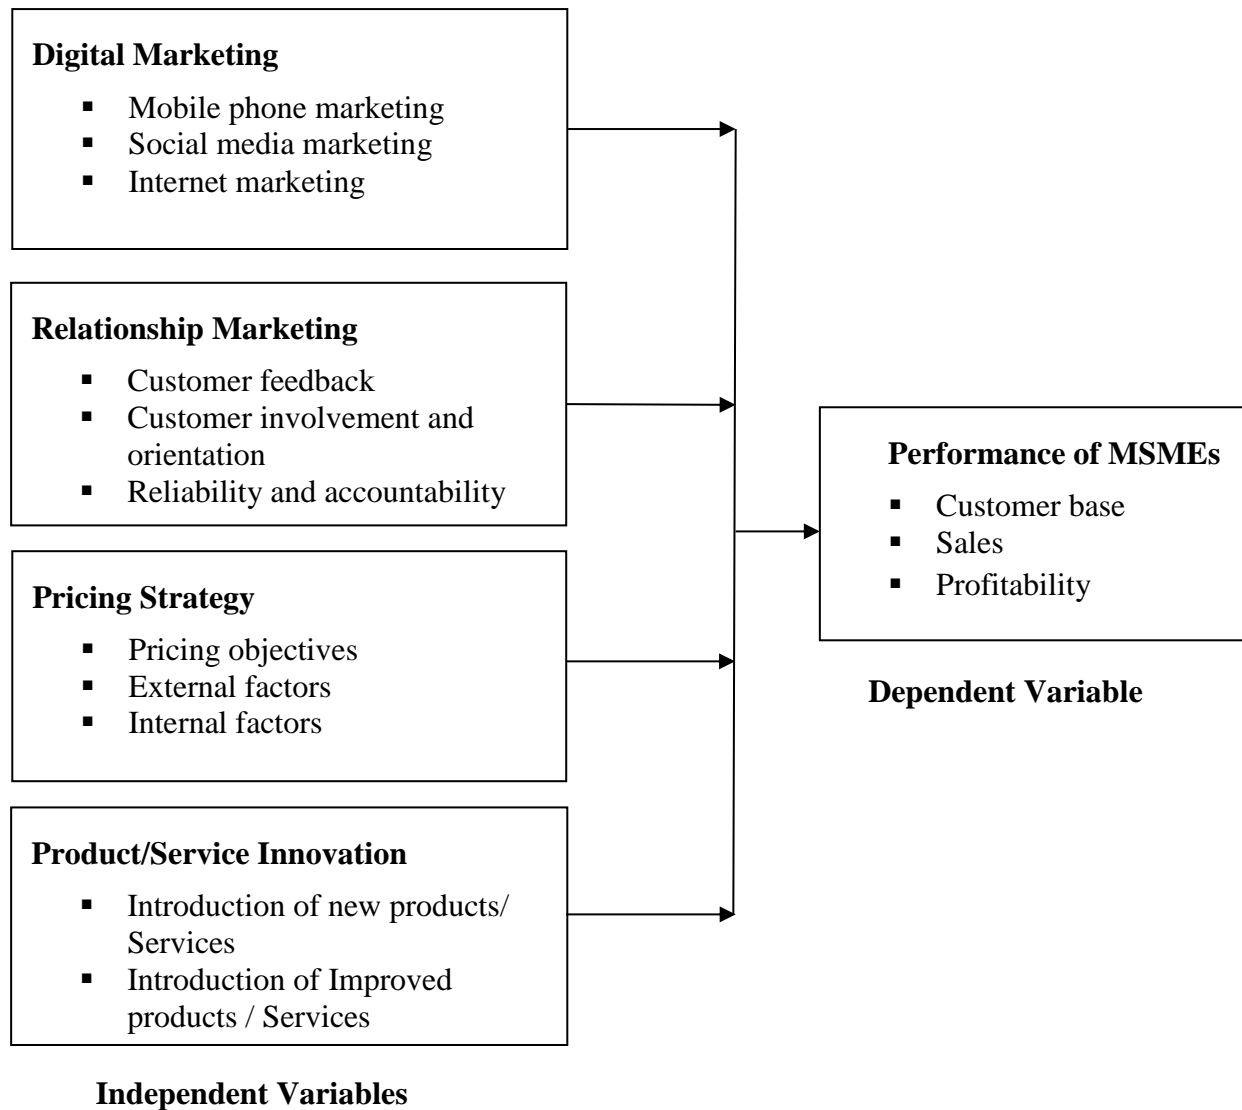 Digital Marketing
▪ Mobile phone marketing
▪ Social media marketing
▪ Internet marketing
Relationship Marketing
▪ Customer feedback
▪ Customer involvement and
orientation
▪ Reliability and accountability
Pricing Strategy
▪ Pricing objectives
▪ External factors
▪ Internal factors
Product/Service Innovation
▪ Introduction of new products/
Services
▪ Introduction of Improved
products / Services
Independent Variables
Performance of MSMEs
▪ Customer base
▪ Sales
▪ Profitability
Dependent Variable